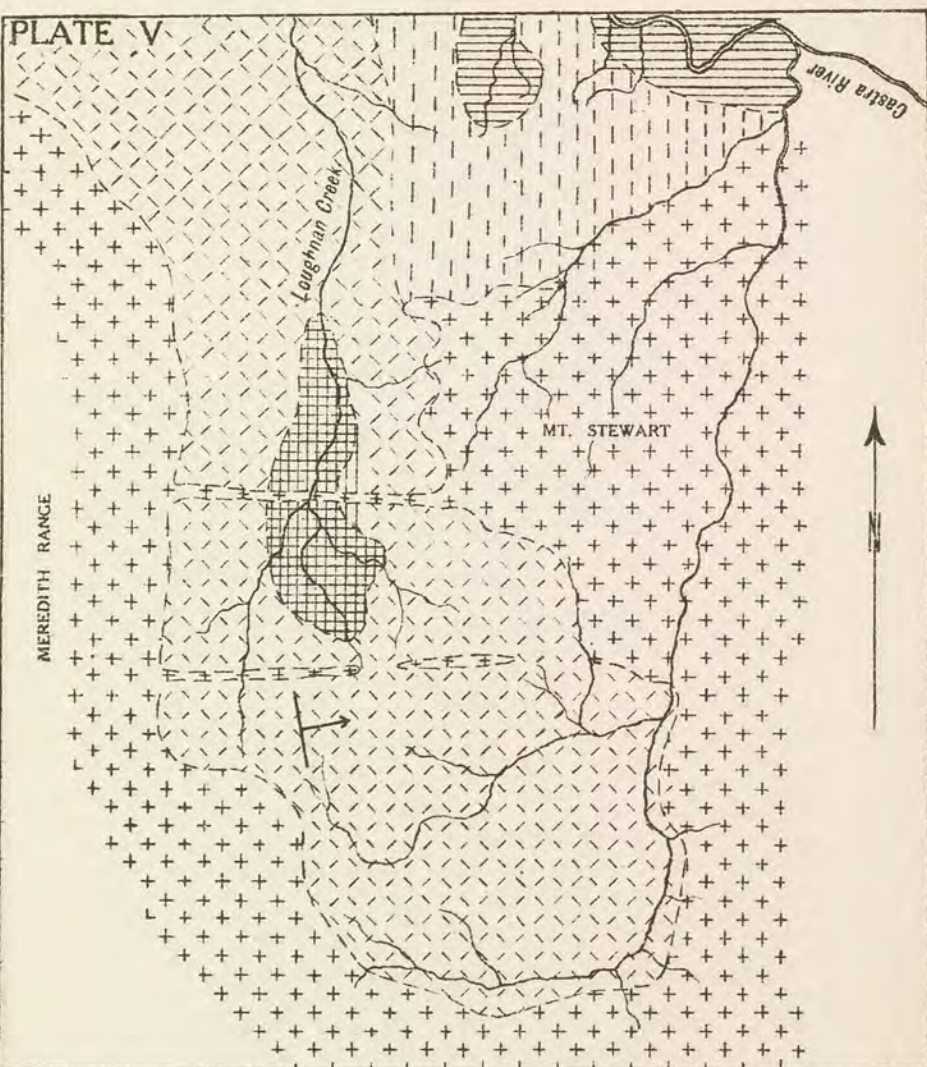 PLATE V
Castra River
Loughnan Creek
MT. STEWART
MEREDITH RANGE
N